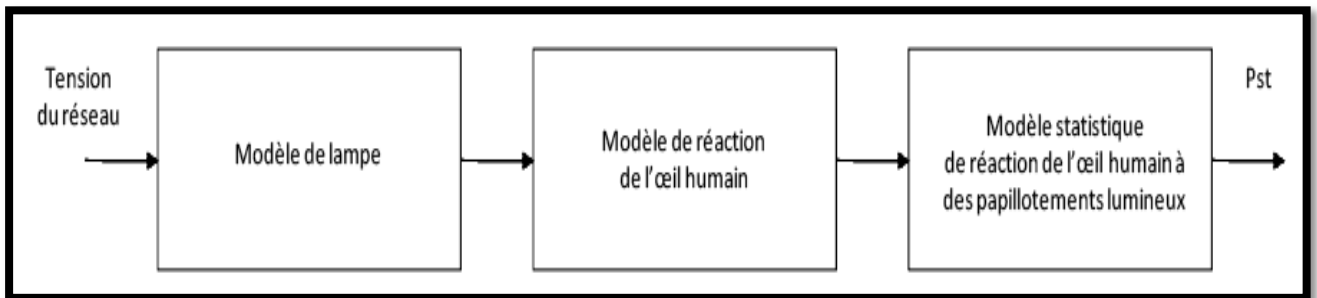 Tension
du réseau
Modèle de lampe
Modèle de réaction
de l'œil humain
Modèle statistique
de réaction de l'œil humain à
des papillotements lumineux
Pst